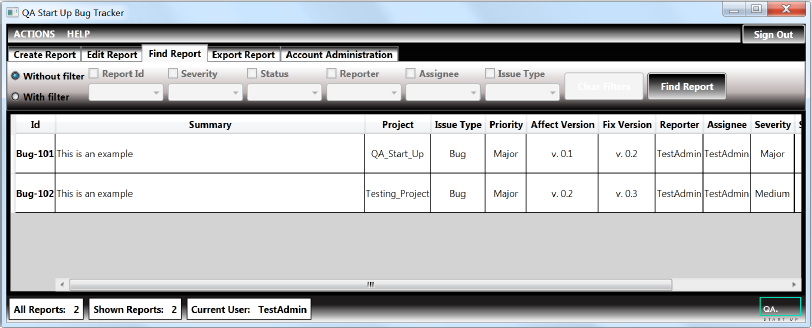 QA Start Up Bug Tracker
ACTIONS HELP Sign Out
Create Report Edit Report Find Report Export Report Account Administration
Without filter Report Id Severity Status Reporter Assignee Issue Type
With filter Clear Filters Find Report
Id Summary Project Issue Type Priority Affect Version Fix Version Reporter Assignee Severity S
Bug-101 This is an example QA_Start_Up Bug Major v. 0.1 v. 0.2 TestAdmin TestAdmin Major
Bug-102 This is an example Testing_Project Bug Major v. 0.2 v. 0.3 TestAdmin TestAdmin Medium
All Reports: 2 Shown Reports: 2 Current User: TestAdmin QA.
START UP